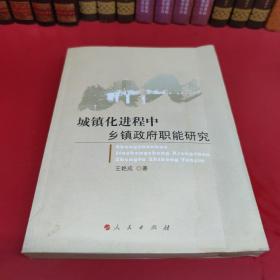 城镇化进程中
乡镇政府职能研究
Chengzhenhua
Jinchengzhong Xiangzhen
Zhengfu Zhineng Yanjiu
王艳成 ◎ 著
人民出版社